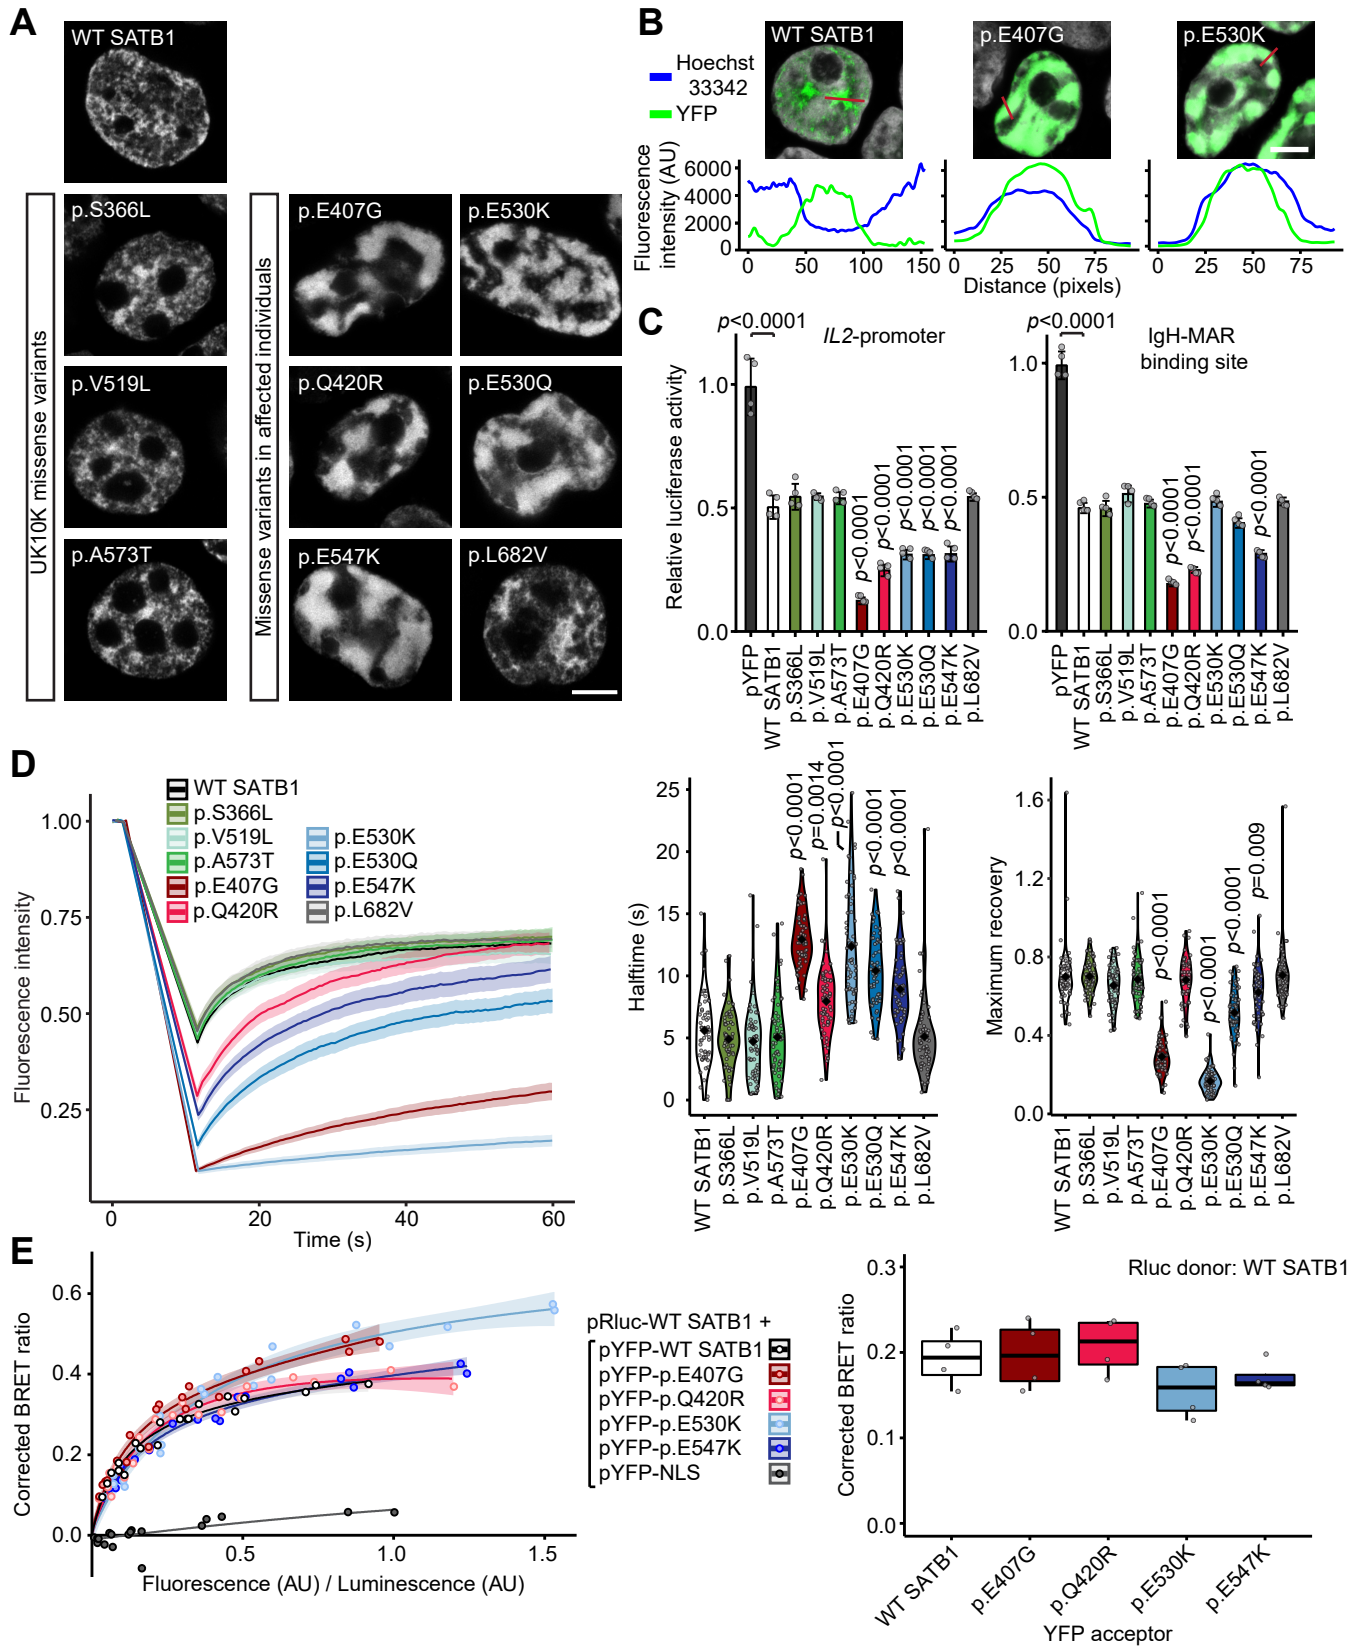 A
WT SATB1
UK10K missense variants
p.S366L
p.V519L
p.A573T
Missense variants in affected individuals
p.E407G
p.E530K
p.Q420R
p.E530Q
p.E547K
p.L682V
B
Hoechst
33342
YFP
WT SATB1
p.E407G
p.E530K
Fluorescence
intensity (AU)
6000
4000
2000
0
0 50 100 150
0 25 50 75
0 25 50 75
Distance (pixels)
C
p<0.0001
IL2-promoter
Relative luciferase activity
1.0
0.5
0.0
p<0.0001
p<0.0001
p<0.0001
p<0.0001
p<0.0001
pYFP
WT SATB1
p.S366L
p.V519L
p.A573T
p.E407G
p.Q420R
p.E530K
p.E530Q
p.E547K
p.L682V
p<0.0001
IgH-MAR
binding site
1.0
0.5
0.0
p<0.0001
p<0.0001
p<0.0001
pYFP
WT SATB1
p.S366L
p.V519L
p.A573T
p.E407G
p.Q420R
p.E530K
p.E530Q
p.E547K
p.L682V
D
WT SATB1
p.S366L
p.V519L
p.A573T
p.E407G
p.Q420R
p.E530K
p.E530Q
p.E547K
p.L682V
Fluorescence intensity
1.00
0.75
0.50
0.25
0 20 40 60
Time (s)
Halftime (s)
25
20
15
10
5
0
p<0.0001
p=0.0014
p<0.0001
p<0.0001
p<0.0001
WT SATB1
p.S366L
p.V519L
p.A573T
p.E407G
p.Q420R
p.E530K
p.E530Q
p.E547K
p.L682V
Maximum recovery
1.6
1.2
0.8
0.4
0.0
p<0.0001
p<0.0001
p<0.0001
p=0.009
WT SATB1
p.S366L
p.V519L
p.A573T
p.E407G
p.Q420R
p.E530K
p.E530Q
p.E547K
p.L682V
E
Corrected BRET ratio
0.6
0.4
0.2
0.0
0.5 1.0 1.5
Fluorescence (AU) / Luminescence (AU)
pRluc-WT SATB1 +
pYFP-WT SATB1
pYFP-p.E407G
pYFP-p.Q420R
pYFP-p.E530K
pYFP-p.E547K
pYFP-NLS
Rluc donor: WT SATB1
Corrected BRET ratio
0.3
0.2
0.1
0.0
WT SATB1
p.E407G
p.Q420R
p.E530K
p.E547K
YFP acceptor